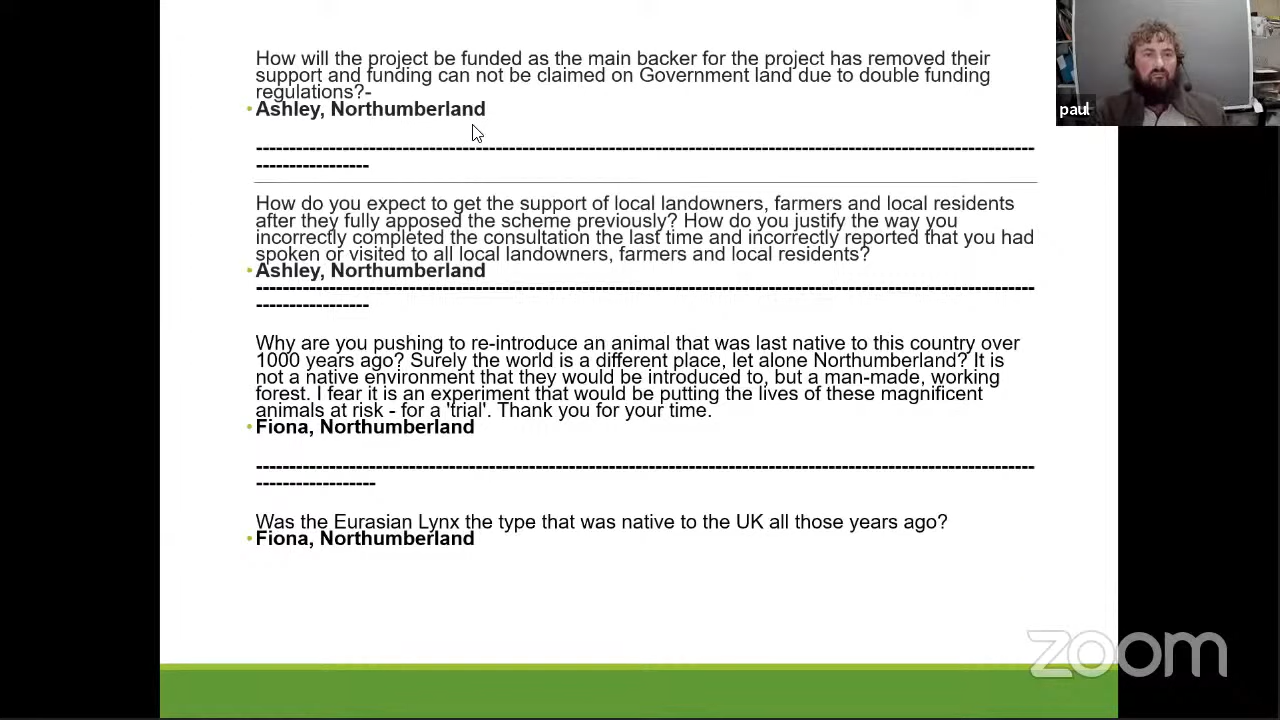 How will the project be funded as the main backer for the project has removed their
support and funding can not be claimed on Government land due to double funding
regulations?-
• Ashley, Northumberland
paul
--------------------------------------------------------------------------------------------------------------------
-----------------
How do you expect to get the support of local landowners, farmers and local residents
after they fully apposed the scheme previously? How do you justify the way you
incorrectly completed the consultation the last time and incorrectly reported that you had
spoken or visited to all local landowners, farmers and local residents?
• Ashley, Northumberland
--------------------------------------------------------------------------------------------------------------------
-----------------
Why are you pushing to re-introduce an animal that was last native to this country over
1000 years ago? Surely the world is a different place, let alone Northumberland? It is
not a native environment that they would be introduced to, but a man-made, working
forest. I fear it is an experiment that would be putting the lives of these magnificent
animals at risk - for a 'trial'. Thank you for your time.
• Fiona, Northumberland
--------------------------------------------------------------------------------------------------------------------
------------------
Was the Eurasian Lynx the type that was native to the UK all those years ago?
• Fiona, Northumberland
zoom